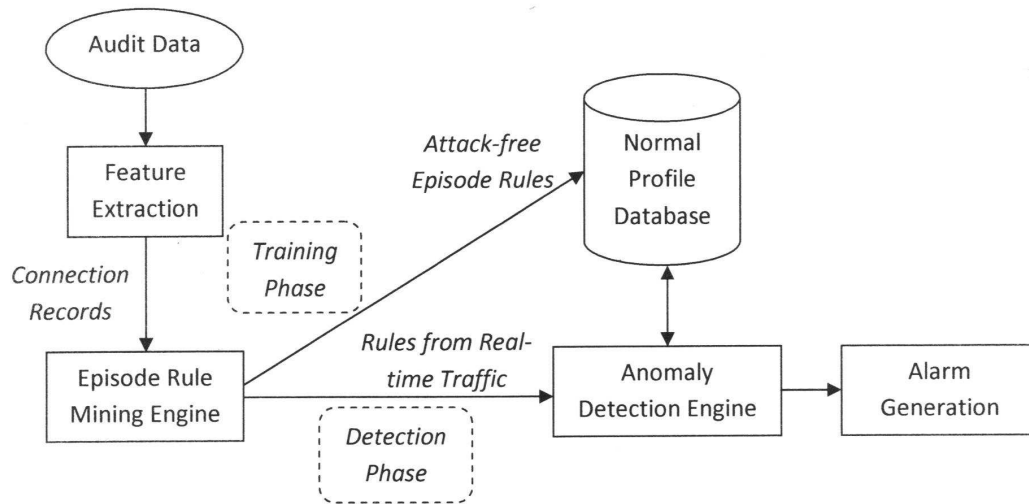 Audit Data
Feature
Extraction
Connection
Records
Episode Rule
Mining Engine
Training
Phase
Attack-free
Episode Rules
Normal
Profile
Database
Rules from Real-
time Traffic
Detection
Phase
Anomaly
Detection Engine
Alarm
Generation